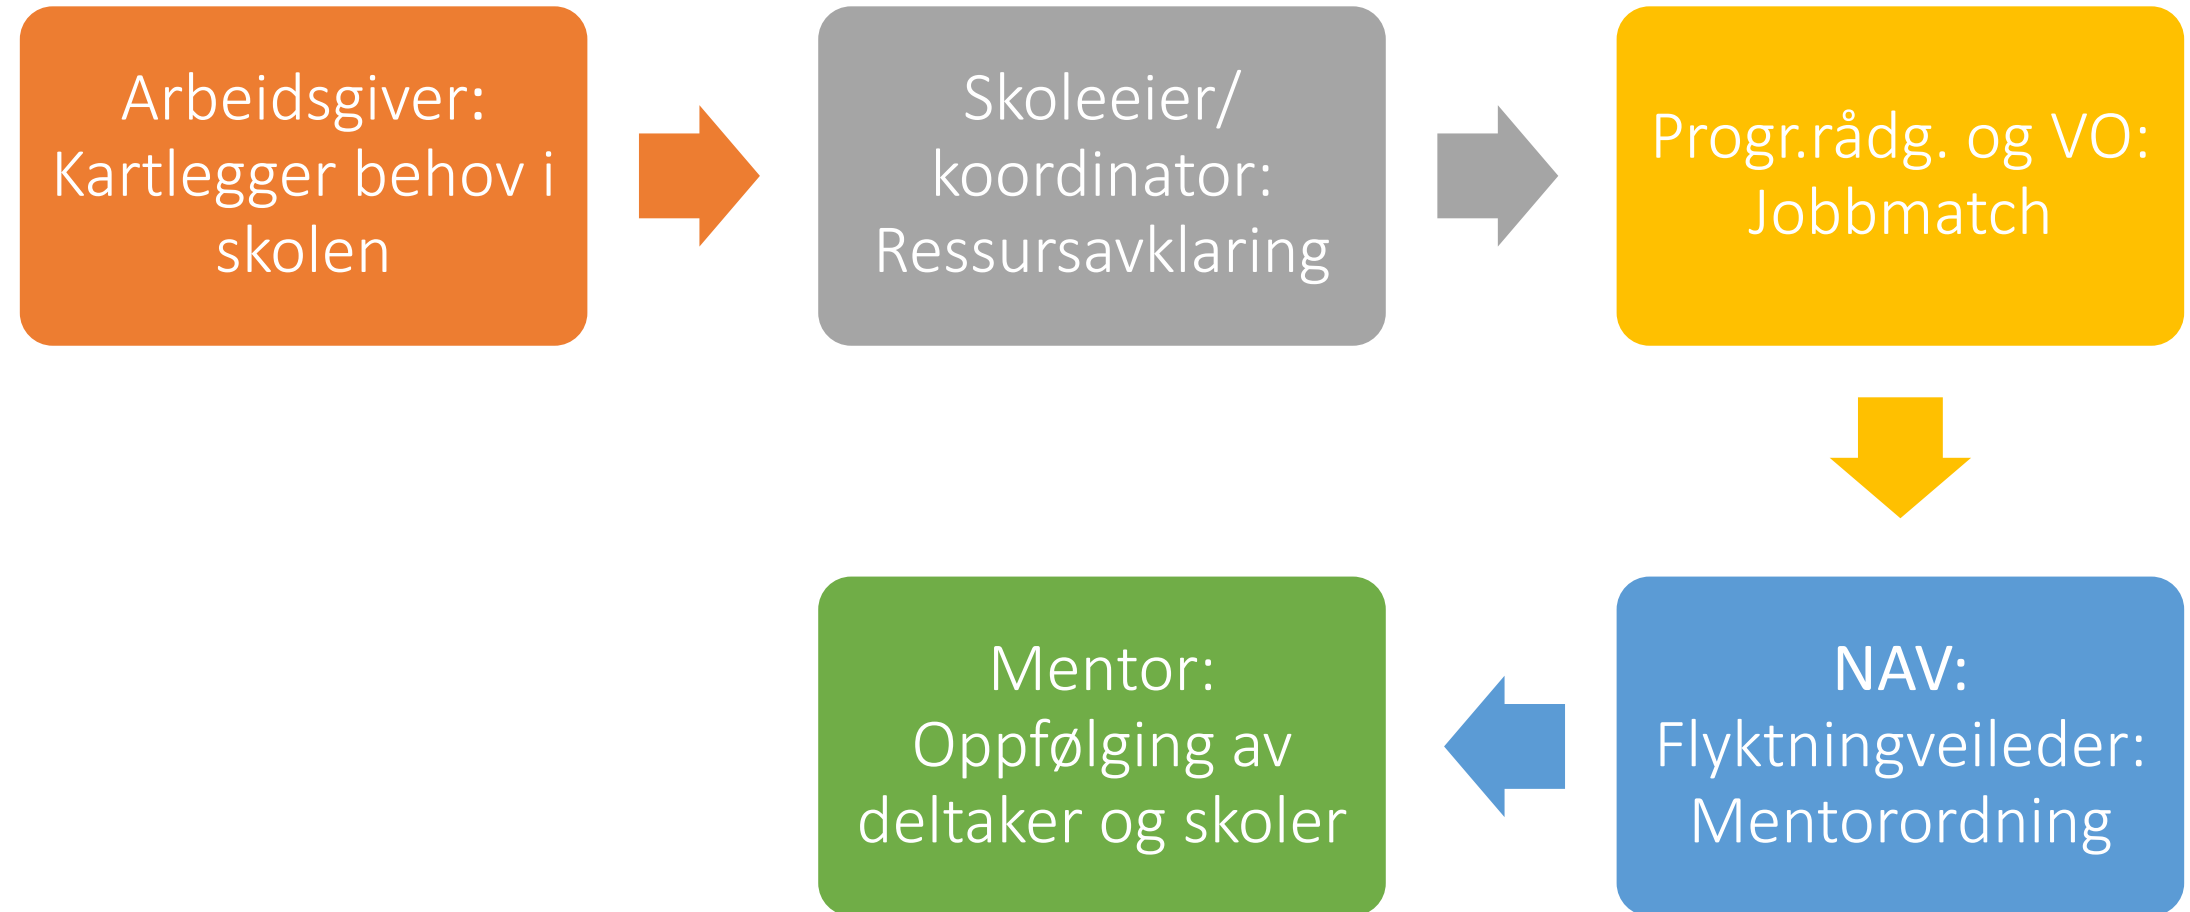 Arbeidsgiver:
Kartlegger behov i
skolen
Skoleeier/
koordinator:
Ressursavklaring
Progr.rådg. og VO:
Jobbmatch
NAV:
Flyktningveileder:
Mentorordning
Mentor:
Oppfølging av
deltaker og skoler